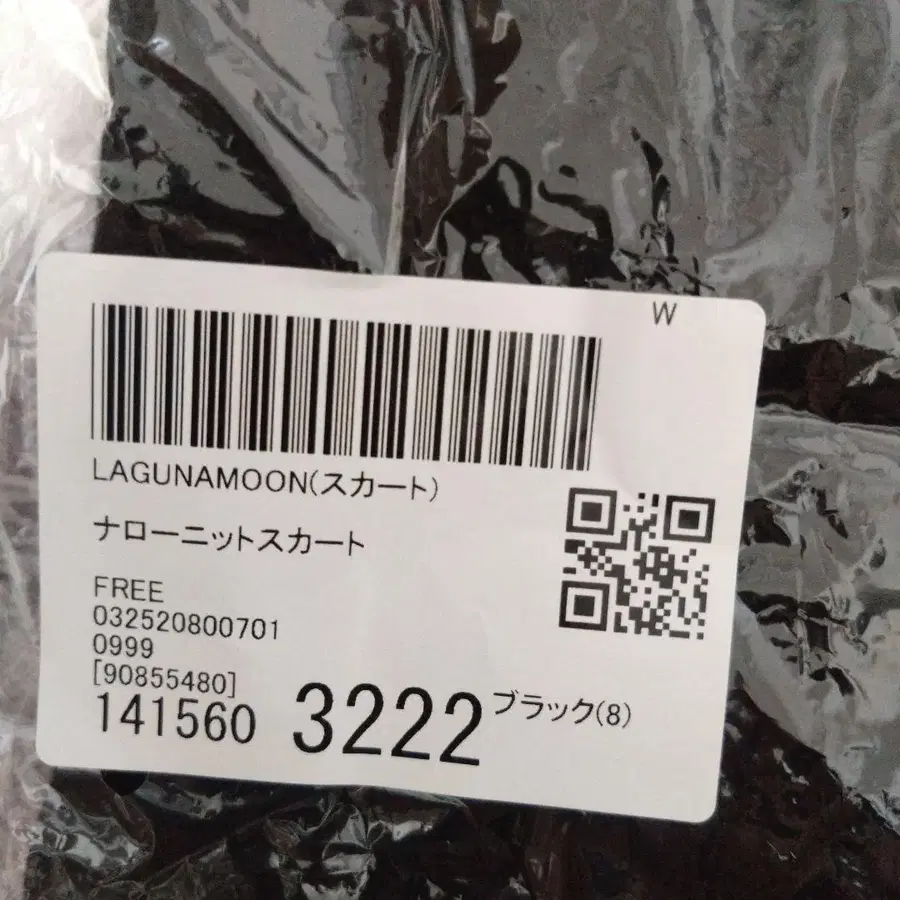 W
LAGUNAMOON(スカート)
ナローニットスカート
FREE
032520800701
0999
[90855480]
141560 3222 ブラック(8)